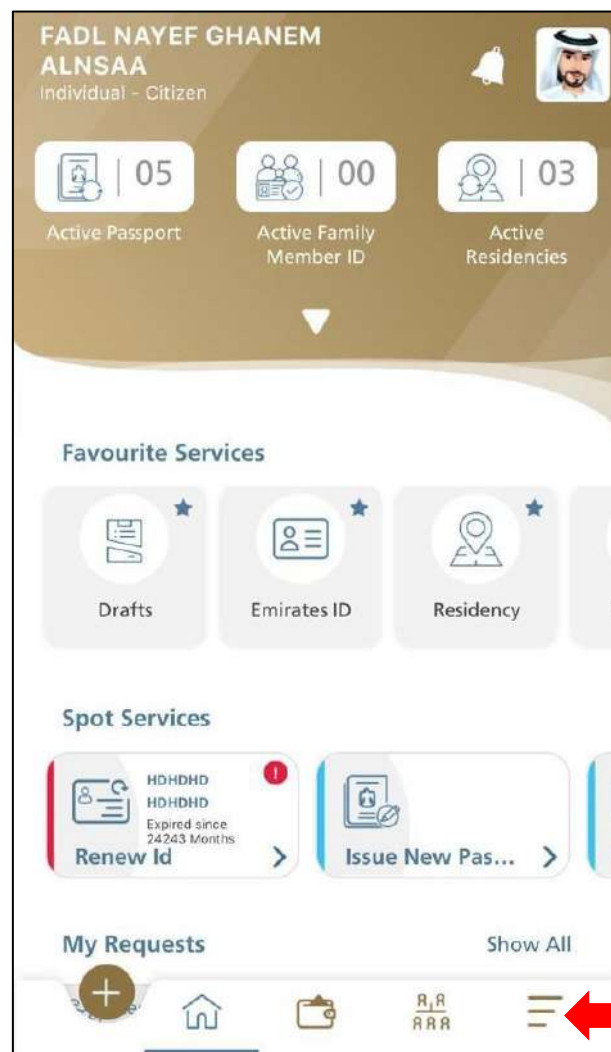 FADL NAYEF GHANEM
ALNSAA
Individual - Citizen
05
00
03
Active Passport
Active Family
Member ID
Active
Residencies
Favourite Services
Drafts
Emirates ID
Residency
Spot Services
HDHDHD
HDHDHD
Expired since
24243 Months
Renew Id
Issue New Pas...
My Requests
Show All